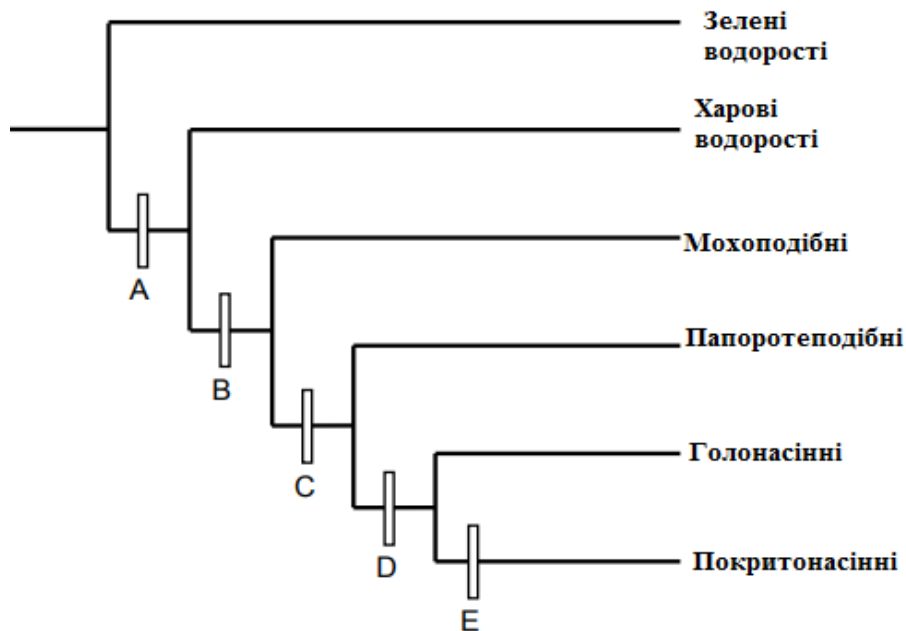 Зелені
водорості
Харові
водорості
A
Мохоподібні
B
Папоротеподібні
C
Голонасінні
D
Покритонасінні
E